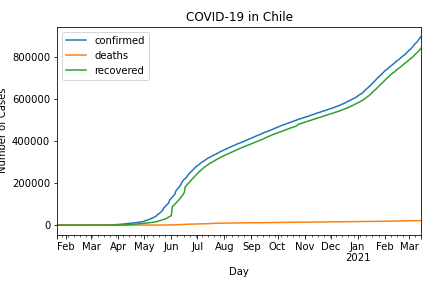 COVID-19 in Chile
confirmed
deaths
recovered
800000
600000
400000
200000
0
Number of Cases
Feb Mar Apr May Jun Jul Aug Sep Oct Nov Dec Jan Feb Mar
2021
Day